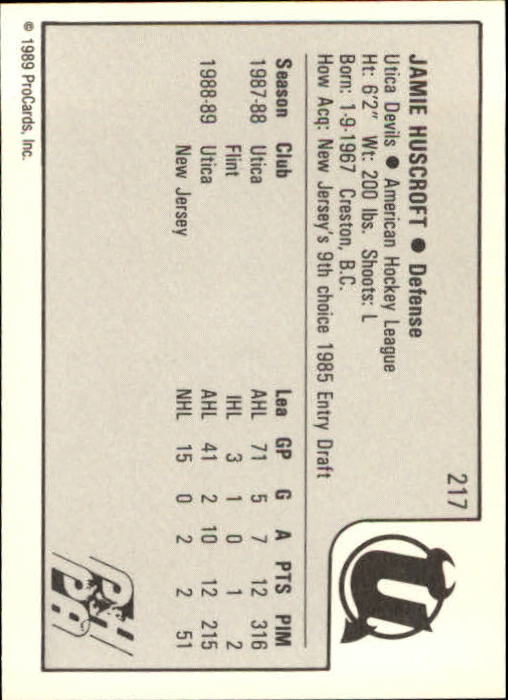 217
JAMIE HUSCROFT ● Defense
Utica Devils ● American Hockey League
Ht: 6'2" Wt: 200 lbs. Shoots: L
Born: 1-9-1967 Creston, B.C.
How Acq: New Jersey's 9th choice 1985 Entry Draft
Season Club Lea GP G A PTS PIM
1987-88 Utica AHL 71 5 7 12 316
Flint IHL 3 1 0 1 2
1988-89 Utica AHL 41 2 10 12 215
New Jersey NHL 15 0 2 2 51
© 1989 ProCards, Inc.
U